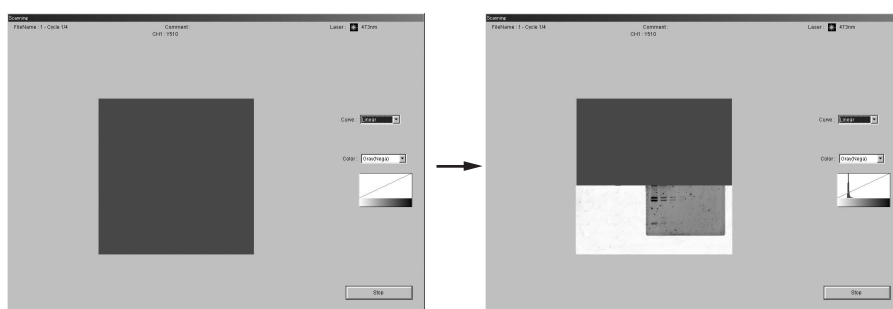 Scanning
FileName : 1 - Cycle 1/4
Comment :
Laser : 473nm
CH1 : Y510
Curve : Linear
Color : Gray(Nega)
Stop
Scanning
FileName : 1 - Cycle 1/4
Comment :
Laser : 473nm
CH1 : Y510
Curve : Linear
Color : Gray(Nega)
Stop